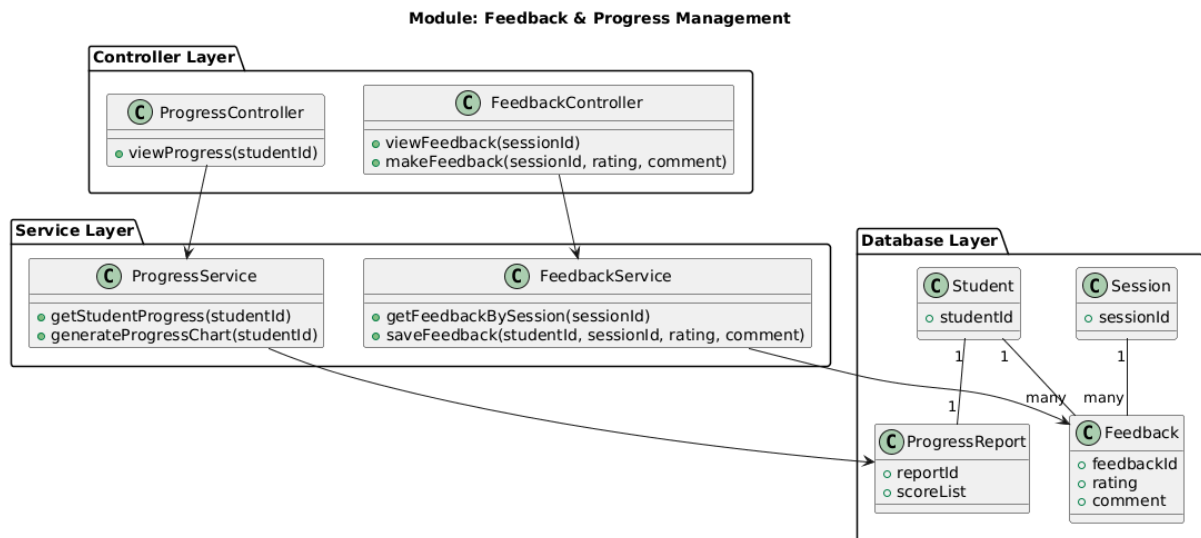 Module: Feedback & Progress Management
Controller Layer
C ProgressController
+ viewProgress(studentId)
C FeedbackController
viewFeedback(sessionId)
makeFeedback(sessionId, rating, comment)
Service Layer
C ProgressService
getStudentProgress(studentId)
generateProgressChart(studentId)
C FeedbackService
getFeedbackBySession(sessionId)
saveFeedback(studentId, sessionId, rating, comment)
Database Layer
C Student
studentId
C Session
sessionId
1
1
1
1
many
many
C ProgressReport
reportId
scoreList
C Feedback
feedbackId
rating
comment